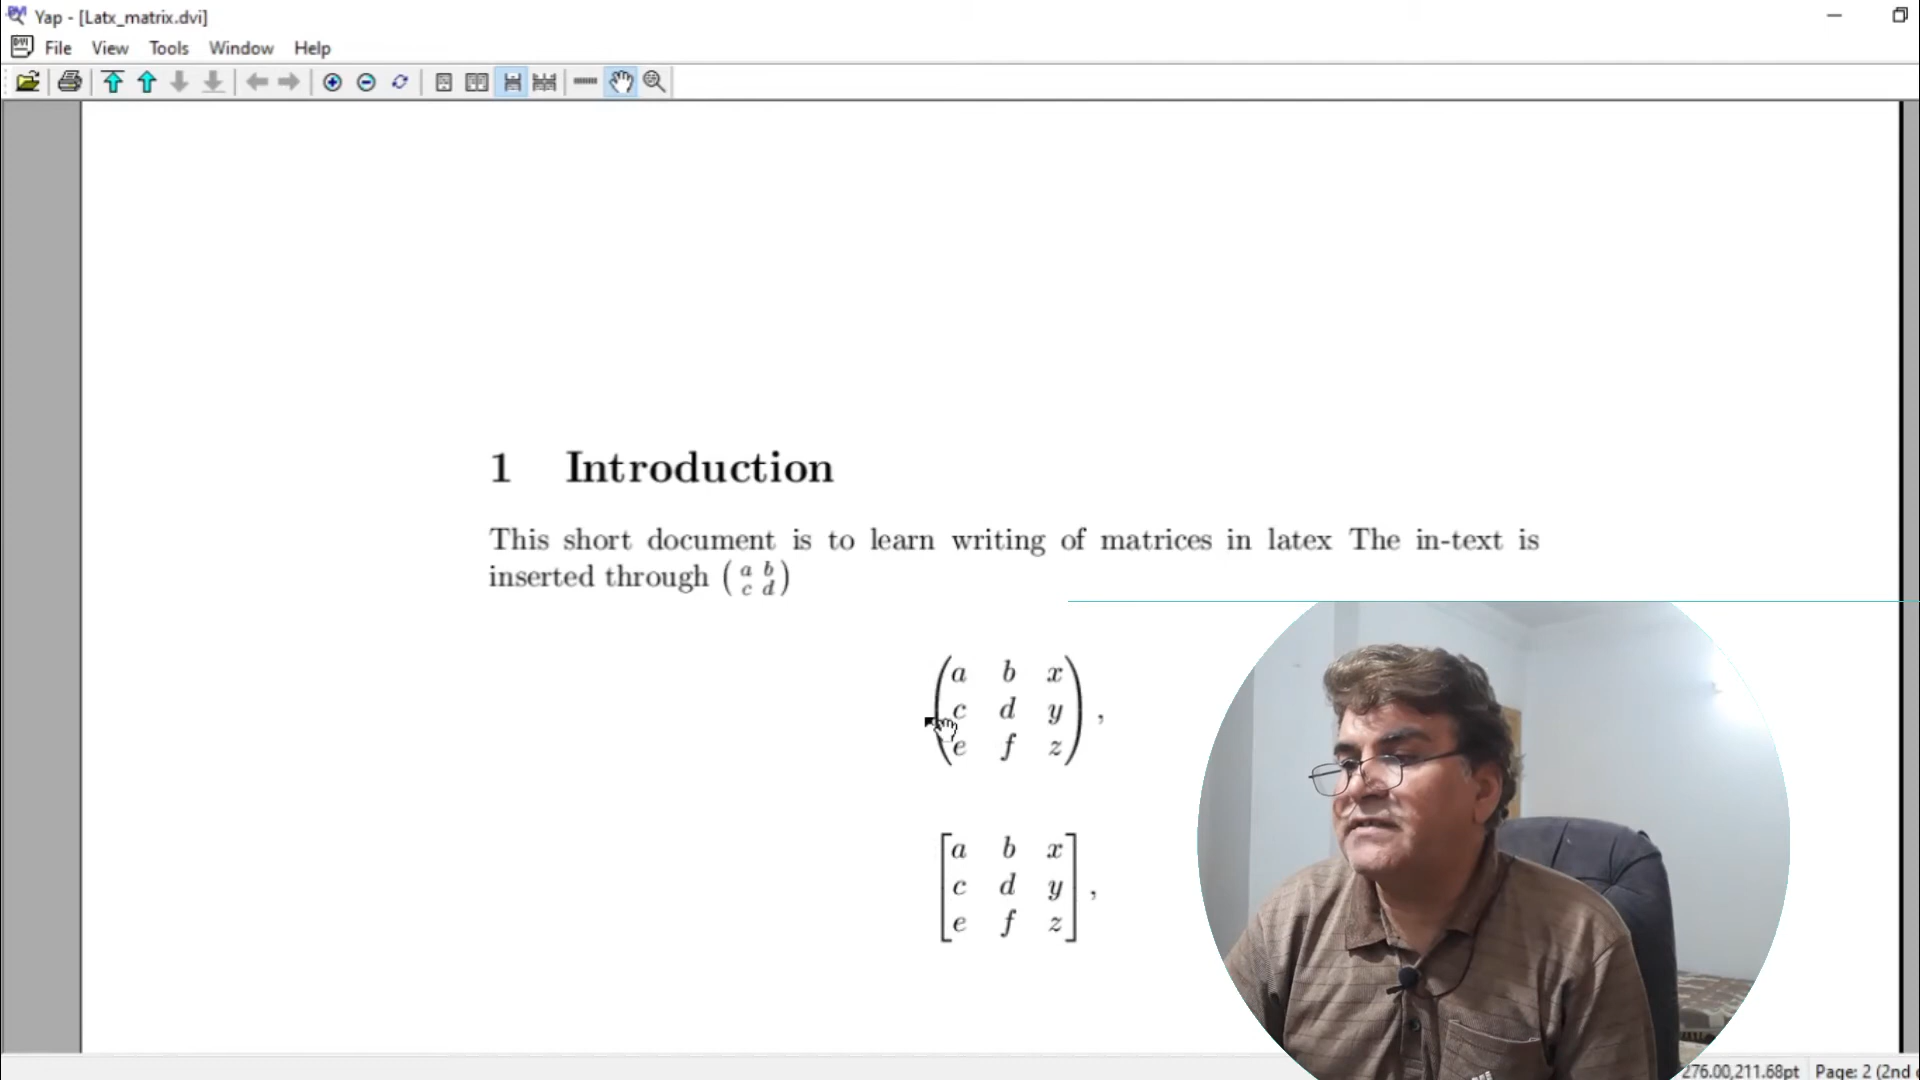 Yap - [Latx_matrix.dvi]
File View Tools Window Help
1 Introduction
This short document is to learn writing of matrices in latex The in-text is
inserted through ( a b
c d )
( a b x
c d y
e f z ) ,
[ a b x
c d y
e f z ] ,
276.00,211.68pt Page: 2 (2nd